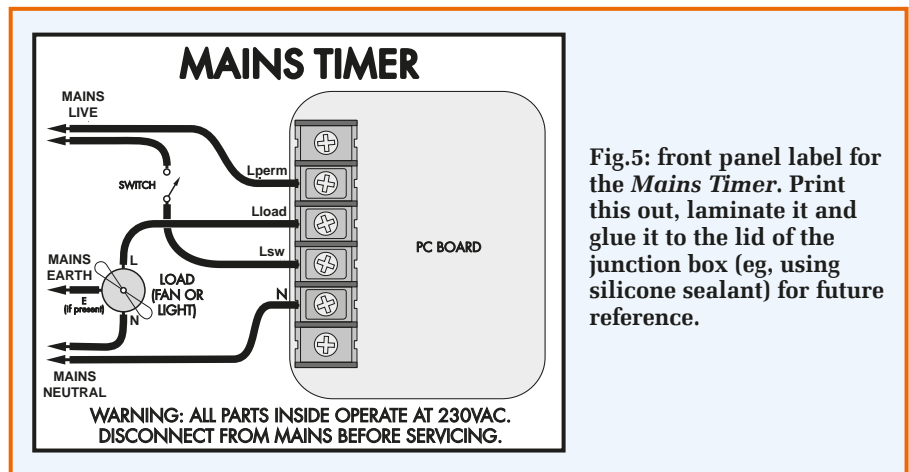 MAINS TIMER
MAINS
LIVE
SWITCH
Lperm
Lload
Lsw
L
MAINS
EARTH
E
(if present)
LOAD
(FAN OR
LIGHT)
N
N
MAINS
NEUTRAL
PC BOARD
WARNING: ALL PARTS INSIDE OPERATE AT 230VAC.
DISCONNECT FROM MAINS BEFORE SERVICING.
Fig.5: front panel label for
the Mains Timer. Print
this out, laminate it and
glue it to the lid of the
junction box (eg, using
silicone sealant) for future
reference.